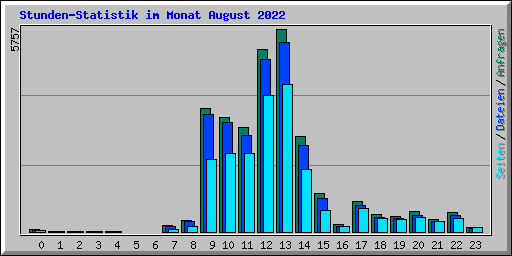 Stunden-Statistik im Monat August 2022
5757
Seiten / Dateien / Anfragen
0 1 2 3 4 5 6 7 8 9 10 11 12 13 14 15 16 17 18 19 20 21 22 23